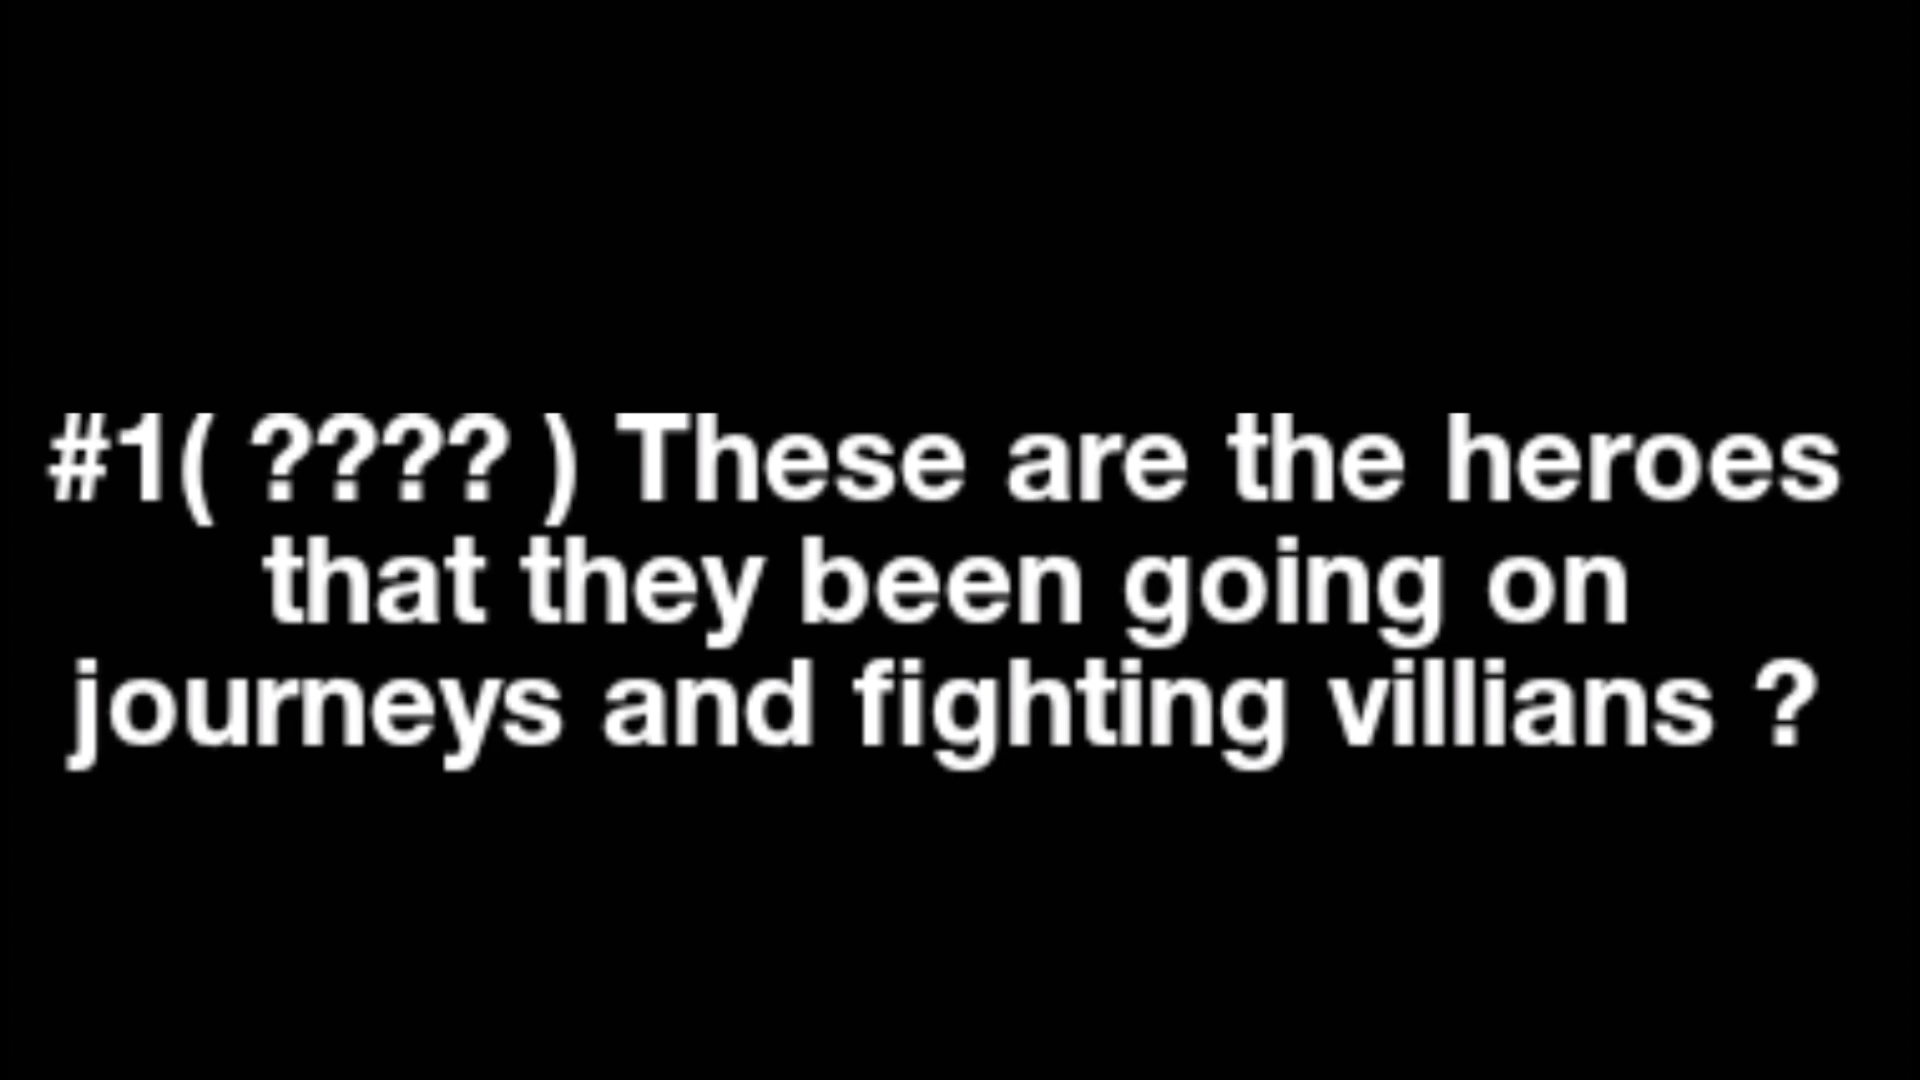 #1( ???? ) These are the heroes
that they been going on
journeys and fighting villians ?